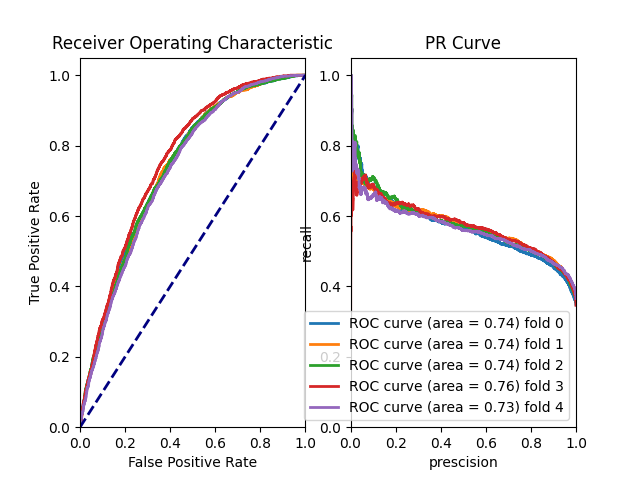 Receiver Operating Characteristic
PR Curve
True Positive Rate
1.0
0.8
0.6
0.4
0.2
0.0
0.0 0.2 0.4 0.6 0.8 1.0
False Positive Rate
recall
1.0
0.8
0.6
0.4
0.2
0.0
ROC curve (area = 0.74) fold 0
ROC curve (area = 0.74) fold 1
ROC curve (area = 0.74) fold 2
ROC curve (area = 0.76) fold 3
ROC curve (area = 0.73) fold 4
0.0 0.2 0.4 0.6 0.8 1.0
prescision